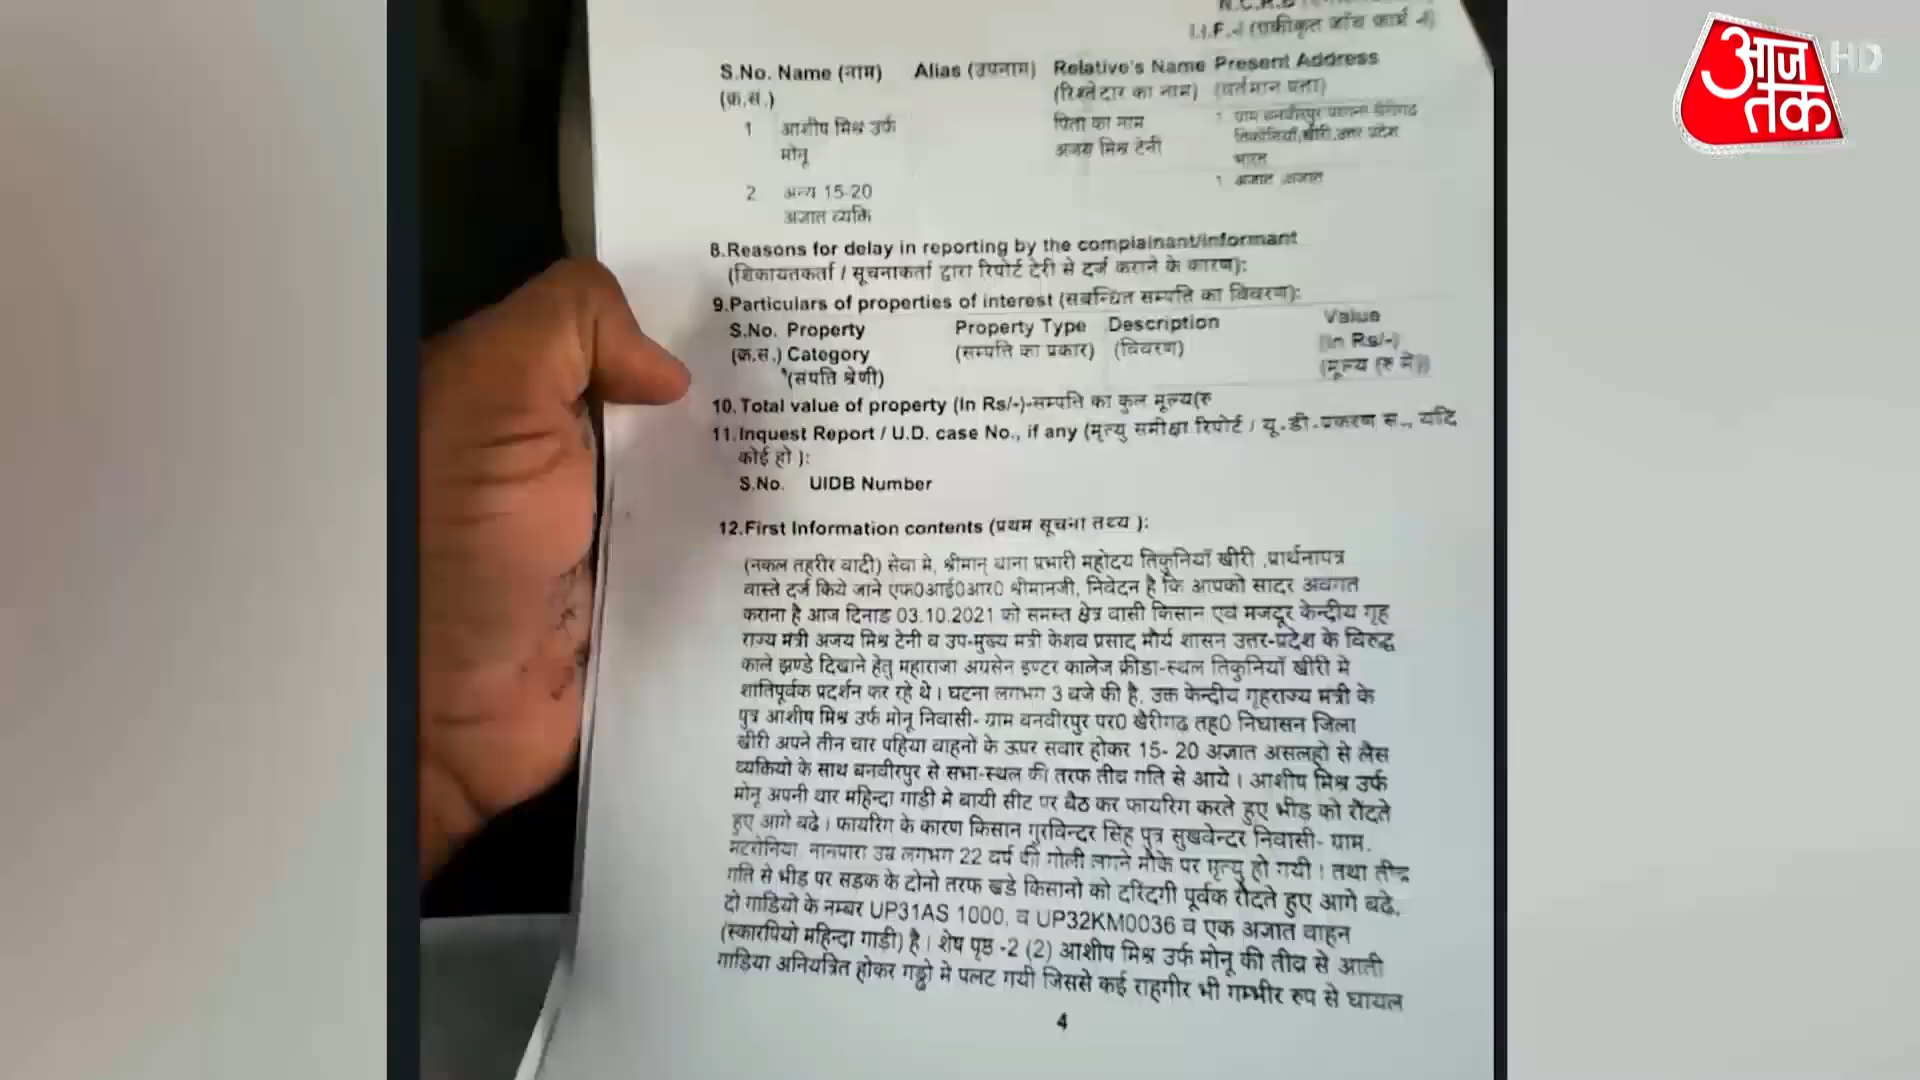 आज तक HD
I.I.F.-I (एकीकृत जाँच फार्म -I)
S.No. Name (नाम) Alias (उपनाम) Relative's Name Present Address
(क्र.सं.) (रिश्तेदार का नाम) (वर्तमान पता)
1 आशीष मिश्र उर्फ पिता का नाम 1 ग्राम बनवीरपुर
मोनू अजय मिश्र टेनी तिकोनियाँ,खीरी,उत्तर प्रदेश
भारत
2 अन्य 15-20 1 अज्ञात अज्ञात
अज्ञात व्यक्ति
8.Reasons for delay in reporting by the complainant/informant
(शिकायतकर्ता / सूचनाकर्ता द्वारा रिपोर्ट देरी से दर्ज कराने के कारण):
9.Particulars of properties of interest (सबन्धित सम्पति का विवरण):
S.No. Property Property Type Description Value
(क्र.स.) Category (सम्पति का प्रकार) (विवरण) (In Rs/-)
(संपति श्रेणी) (मूल्य (रु मे))
10.Total value of property (In Rs/-)-सम्पति का कुल मूल्य(रु
11.Inquest Report / U.D. case No., if any (मृत्यु समीक्षा रिपोर्ट / यू.डी.प्रकरण स., यदि
कोई हो ):
S.No. UIDB Number
12.First Information contents (प्रथम सूचना तथ्य ):
(नकल तहरीर वादी) सेवा मे, श्रीमान् थाना प्रभारी महोदय तिकुनियाँ खीरी ,प्रार्थनापत्र
वास्ते दर्ज किये जाने एफ0आई0आर0 श्रीमानजी, निवेदन है कि आपको सादर अवगत
कराना है आज दिनाड 03.10.2021 को समस्त क्षेत्र वासी किसान एवं मजदूर केन्द्रीय गृह
राज्य मंत्री अजय मिश्र टेनी व उप-मुख्य मंत्री केशव प्रसाद मौर्य शासन उत्तर-प्रदेश के विरुद्ध
काले झण्डे दिखाने हेतु महाराजा अग्रसेन इण्टर कालेज क्रीडा-स्थल तिकुनियाँ खीरी मे
शातिपूर्वक प्रदर्शन कर रहे थे । घटना लगभग 3 बजे की है, उक्त केन्द्रीय गृहराज्य मंत्री के
पुत्र आशीष मिश्र उर्फ मोनू निवासी- ग्राम बनवीरपुर पर0 खैरीगढ़ तह0 निघासन जिला
खीरी अपने तीन चार पहिया वाहनो के ऊपर सवार होकर 15- 20 अज्ञात असलहो से लैस
व्यक्तियो के साथ बनवीरपुर से सभा-स्थल की तरफ तीव्र गति से आये । आशीष मिश्र उर्फ
मोनू अपनी थार महिन्दा गाड़ी मे बायी सीट पर बैठ कर फायरिग करते हुए भीड़ को रौंदते
हुए आगे बढे । फायरिग के कारण किसान गुरविन्दर सिंह पुत्र सुखवेन्दर निवासी- ग्राम.
मटरोनिया, नानपारा उम्र लगभग 22 वर्ष की गोली लगने मौके पर मृत्यु हो गयी । तथा तीव्र
गति से भीड़ पर सडक के दोनो तरफ खडे किसानो को दरिंदगी पूर्वक रौदते हुए आगे बढे,
दो गाडियो के नम्बर UP31AS 1000, व UP32KM0036 व एक अज्ञात वाहन
(स्कारपियो महिन्दा गाडी) है । शेष पृष्ठ -2 (2) आशीष मिश्र उर्फ मोनू की तीव्र से आती
गाड़िया अनियंत्रित होकर गड्ढो मे पलट गयी जिससे कई राहगीर भी गम्भीर रुप से घायल
4